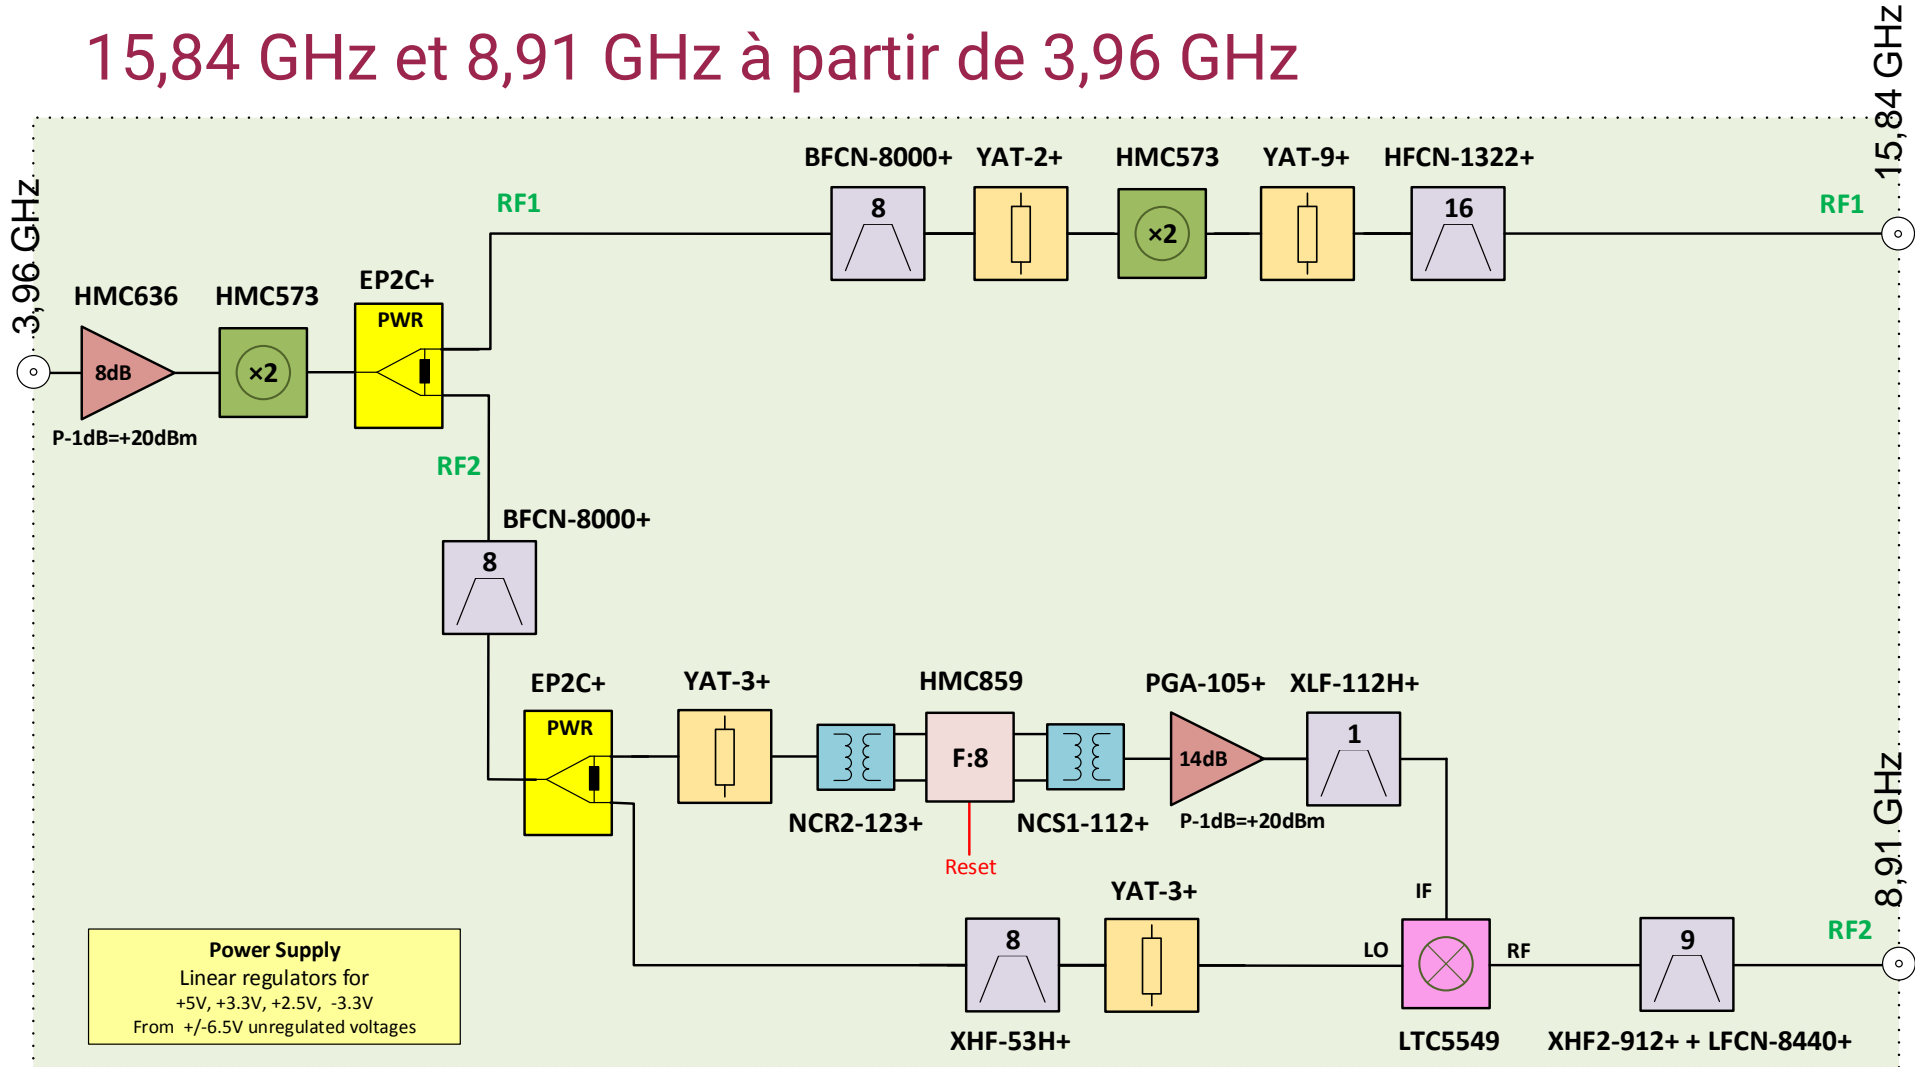 15,84 GHz et 8,91 GHz à partir de 3,96 GHz
15,84 GHz
3,96 GHz
BFCN-8000+
YAT-2+
HMC573
YAT-9+
HFCN-1322+
RF1
8
×2
16
RF1
HMC636
HMC573
EP2C+
PWR
8dB
×2
P-1dB=+20dBm
RF2
BFCN-8000+
8
EP2C+
YAT-3+
HMC859
PGA-105+
XLF-112H+
PWR
F:8
14dB
1
NCR2-123+
NCS1-112+
P-1dB=+20dBm
Reset
8,91 GHz
YAT-3+
IF
8
LO
RF
9
RF2
XHF-53H+
LTC5549
XHF2-912+ + LFCN-8440+
Power Supply
Linear regulators for
+5V, +3.3V, +2.5V, -3.3V
From +/-6.5V unregulated voltages